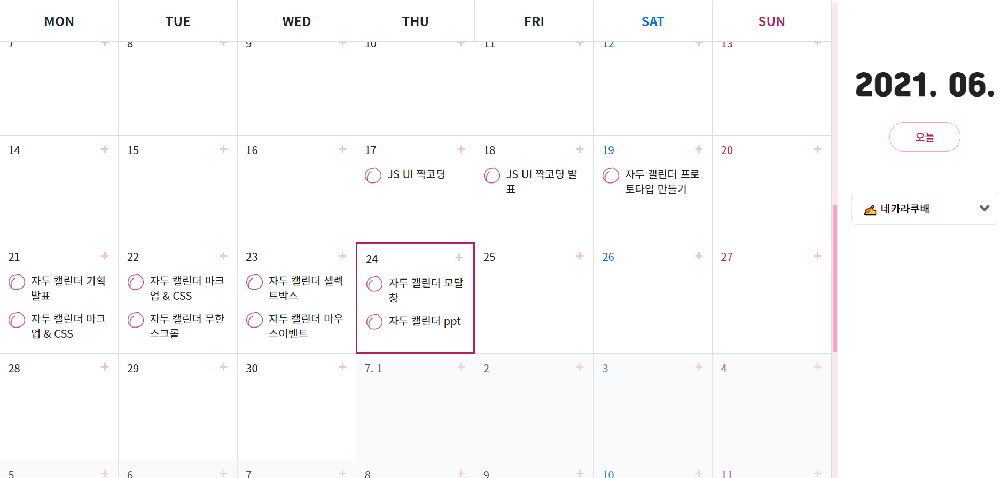 MON TUE WED THU FRI SAT SUN
7 + 8 + 9 + 10 + 11 + 12 + 13 +
2021. 06.
오늘
✍ 네카라쿠배
14 + 15 + 16 + 17 + 18 + 19 + 20 +
JS UI 짝코딩
JS UI 짝코딩 발
표
자두 캘린더 프로
토타입 만들기
21 + 22 + 23 + 24 + 25 + 26 + 27 +
자두 캘린더 기획
발표
자두 캘린더 마크
업 & CSS
자두 캘린더 마크
업 & CSS
자두 캘린더 무한
스크롤
자두 캘린더 셀렉
트박스
자두 캘린더 마우
스이벤트
자두 캘린더 모달
창
자두 캘린더 ppt
28 + 29 + 30 + 7. 1 + 2 + 3 + 4 +
5 + 6 + 7 + 8 + 9 + 10 + 11 +